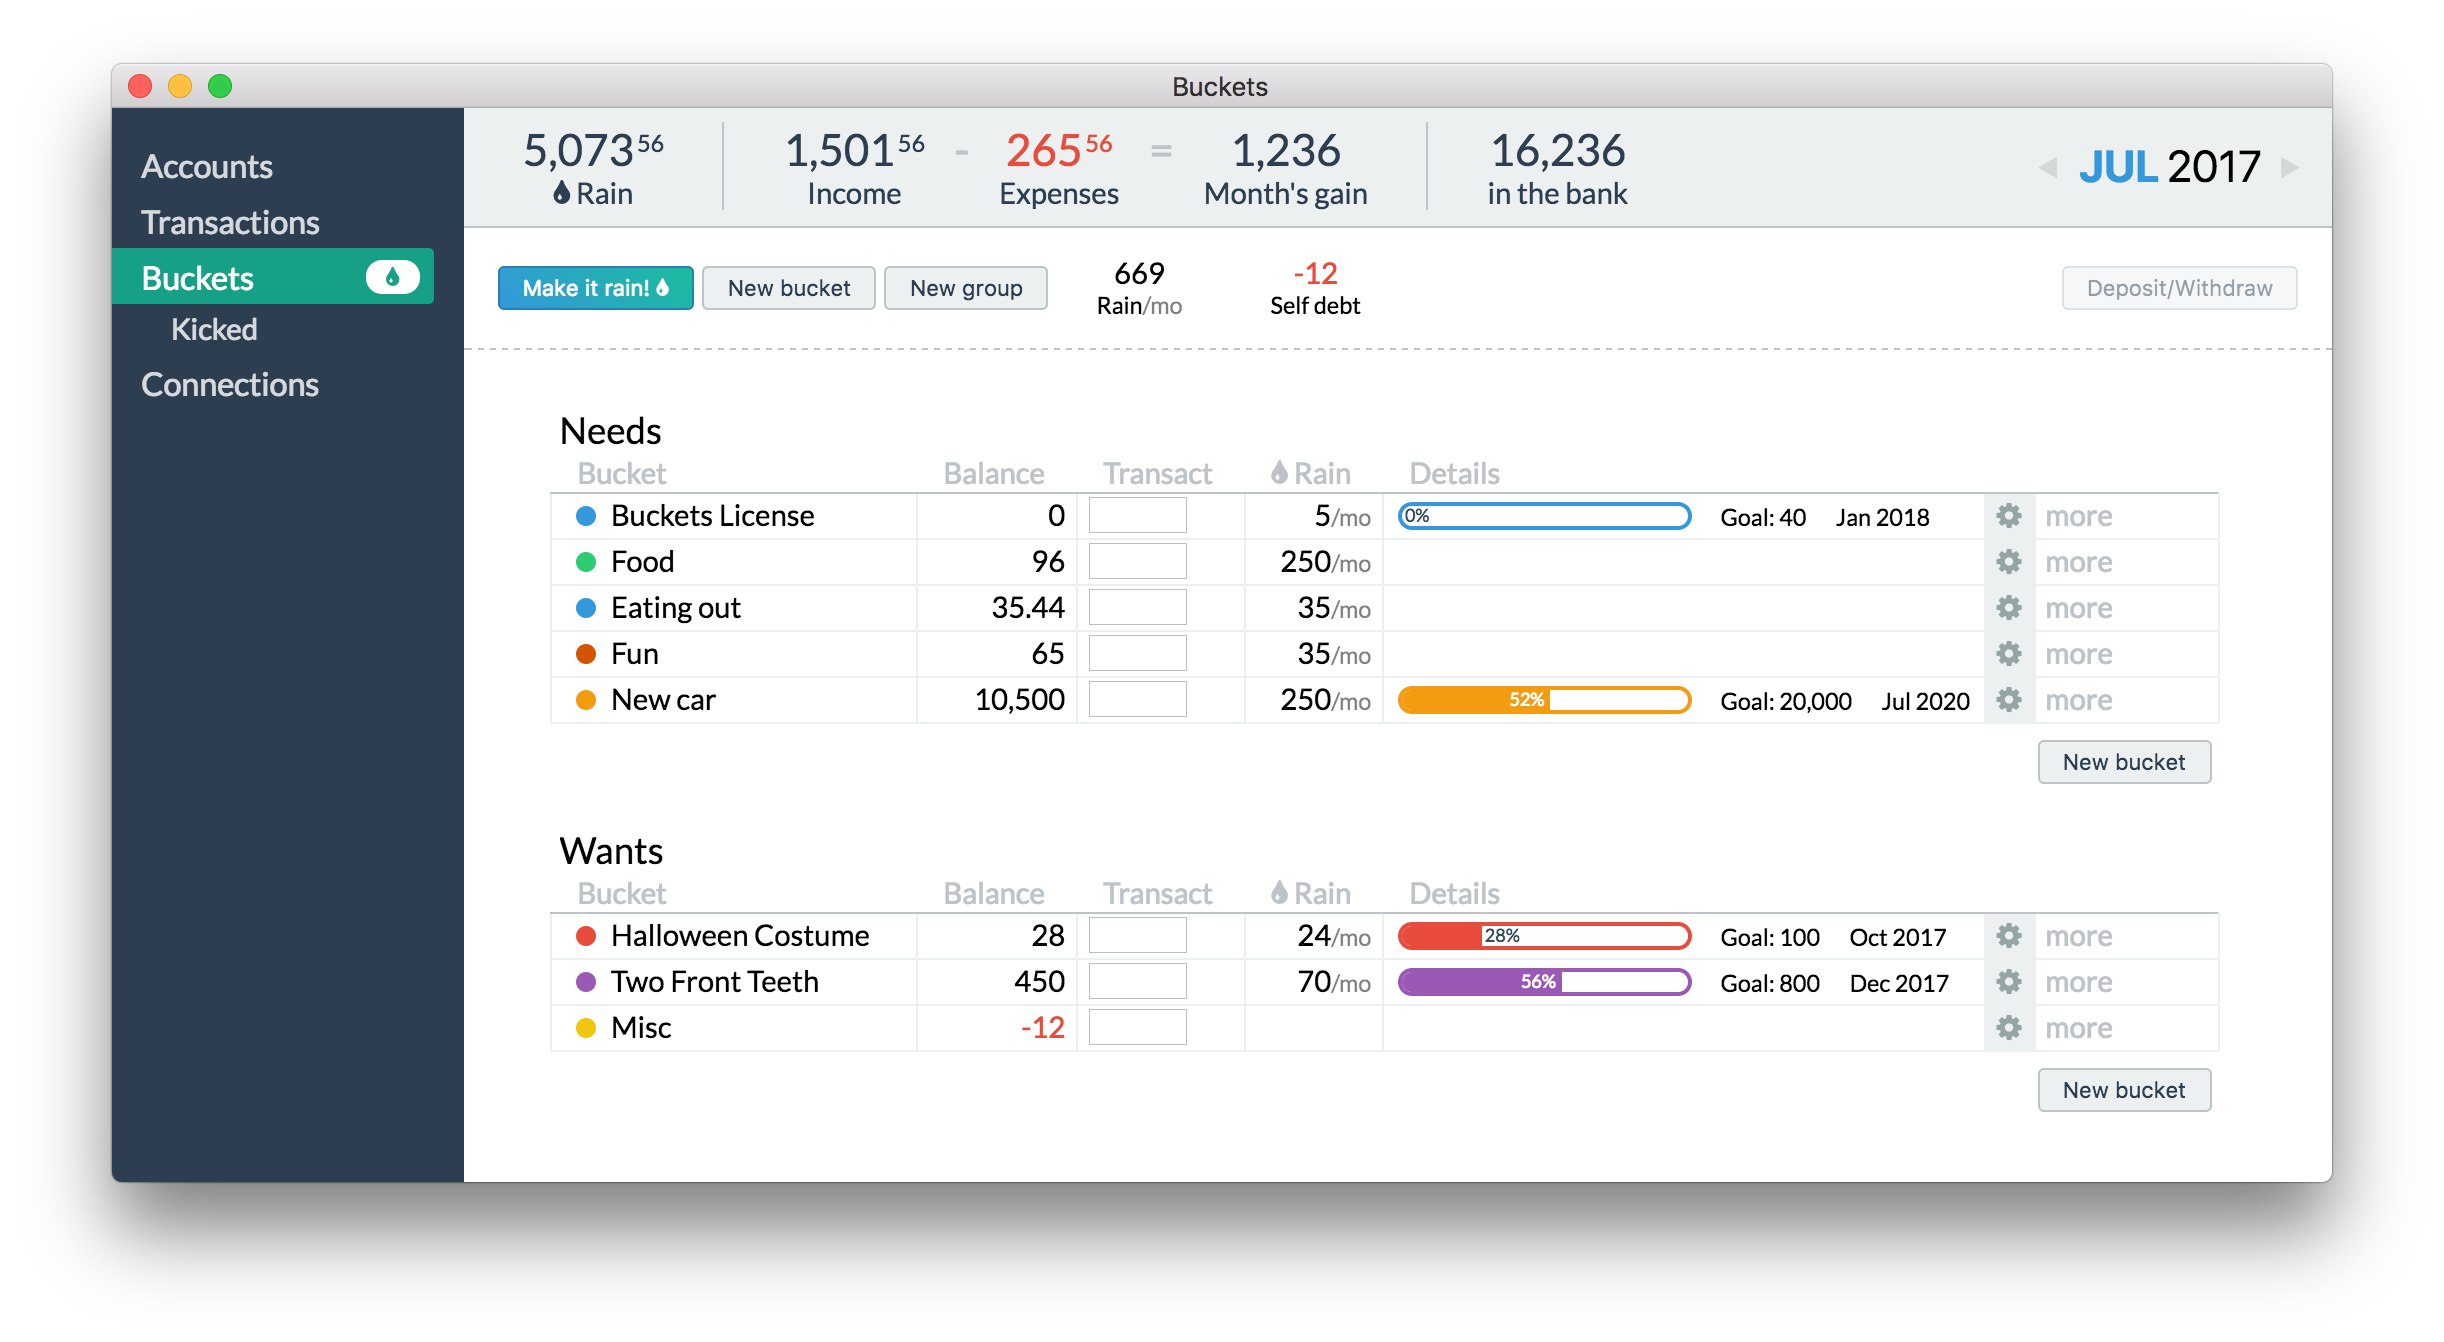 Buckets
Accounts
Transactions
Buckets
Kicked
Connections
5,073 56 1,501 56 - 265 56 = 1,236 16,236
Rain Income Expenses Month's gain in the bank
JUL 2017
Make it rain! New bucket New group
669 -12
Rain/mo Self debt
Deposit/Withdraw
Needs
Bucket Balance Transact Rain Details
Buckets License 0 5/mo 0% Goal: 40 Jan 2018 more
Food 96 250/mo more
Eating out 35.44 35/mo more
Fun 65 35/mo more
New car 10,500 250/mo 52% Goal: 20,000 Jul 2020 more
New bucket
Wants
Bucket Balance Transact Rain Details
Halloween Costume 28 24/mo 28% Goal: 100 Oct 2017 more
Two Front Teeth 450 70/mo 56% Goal: 800 Dec 2017 more
Misc -12 more
New bucket